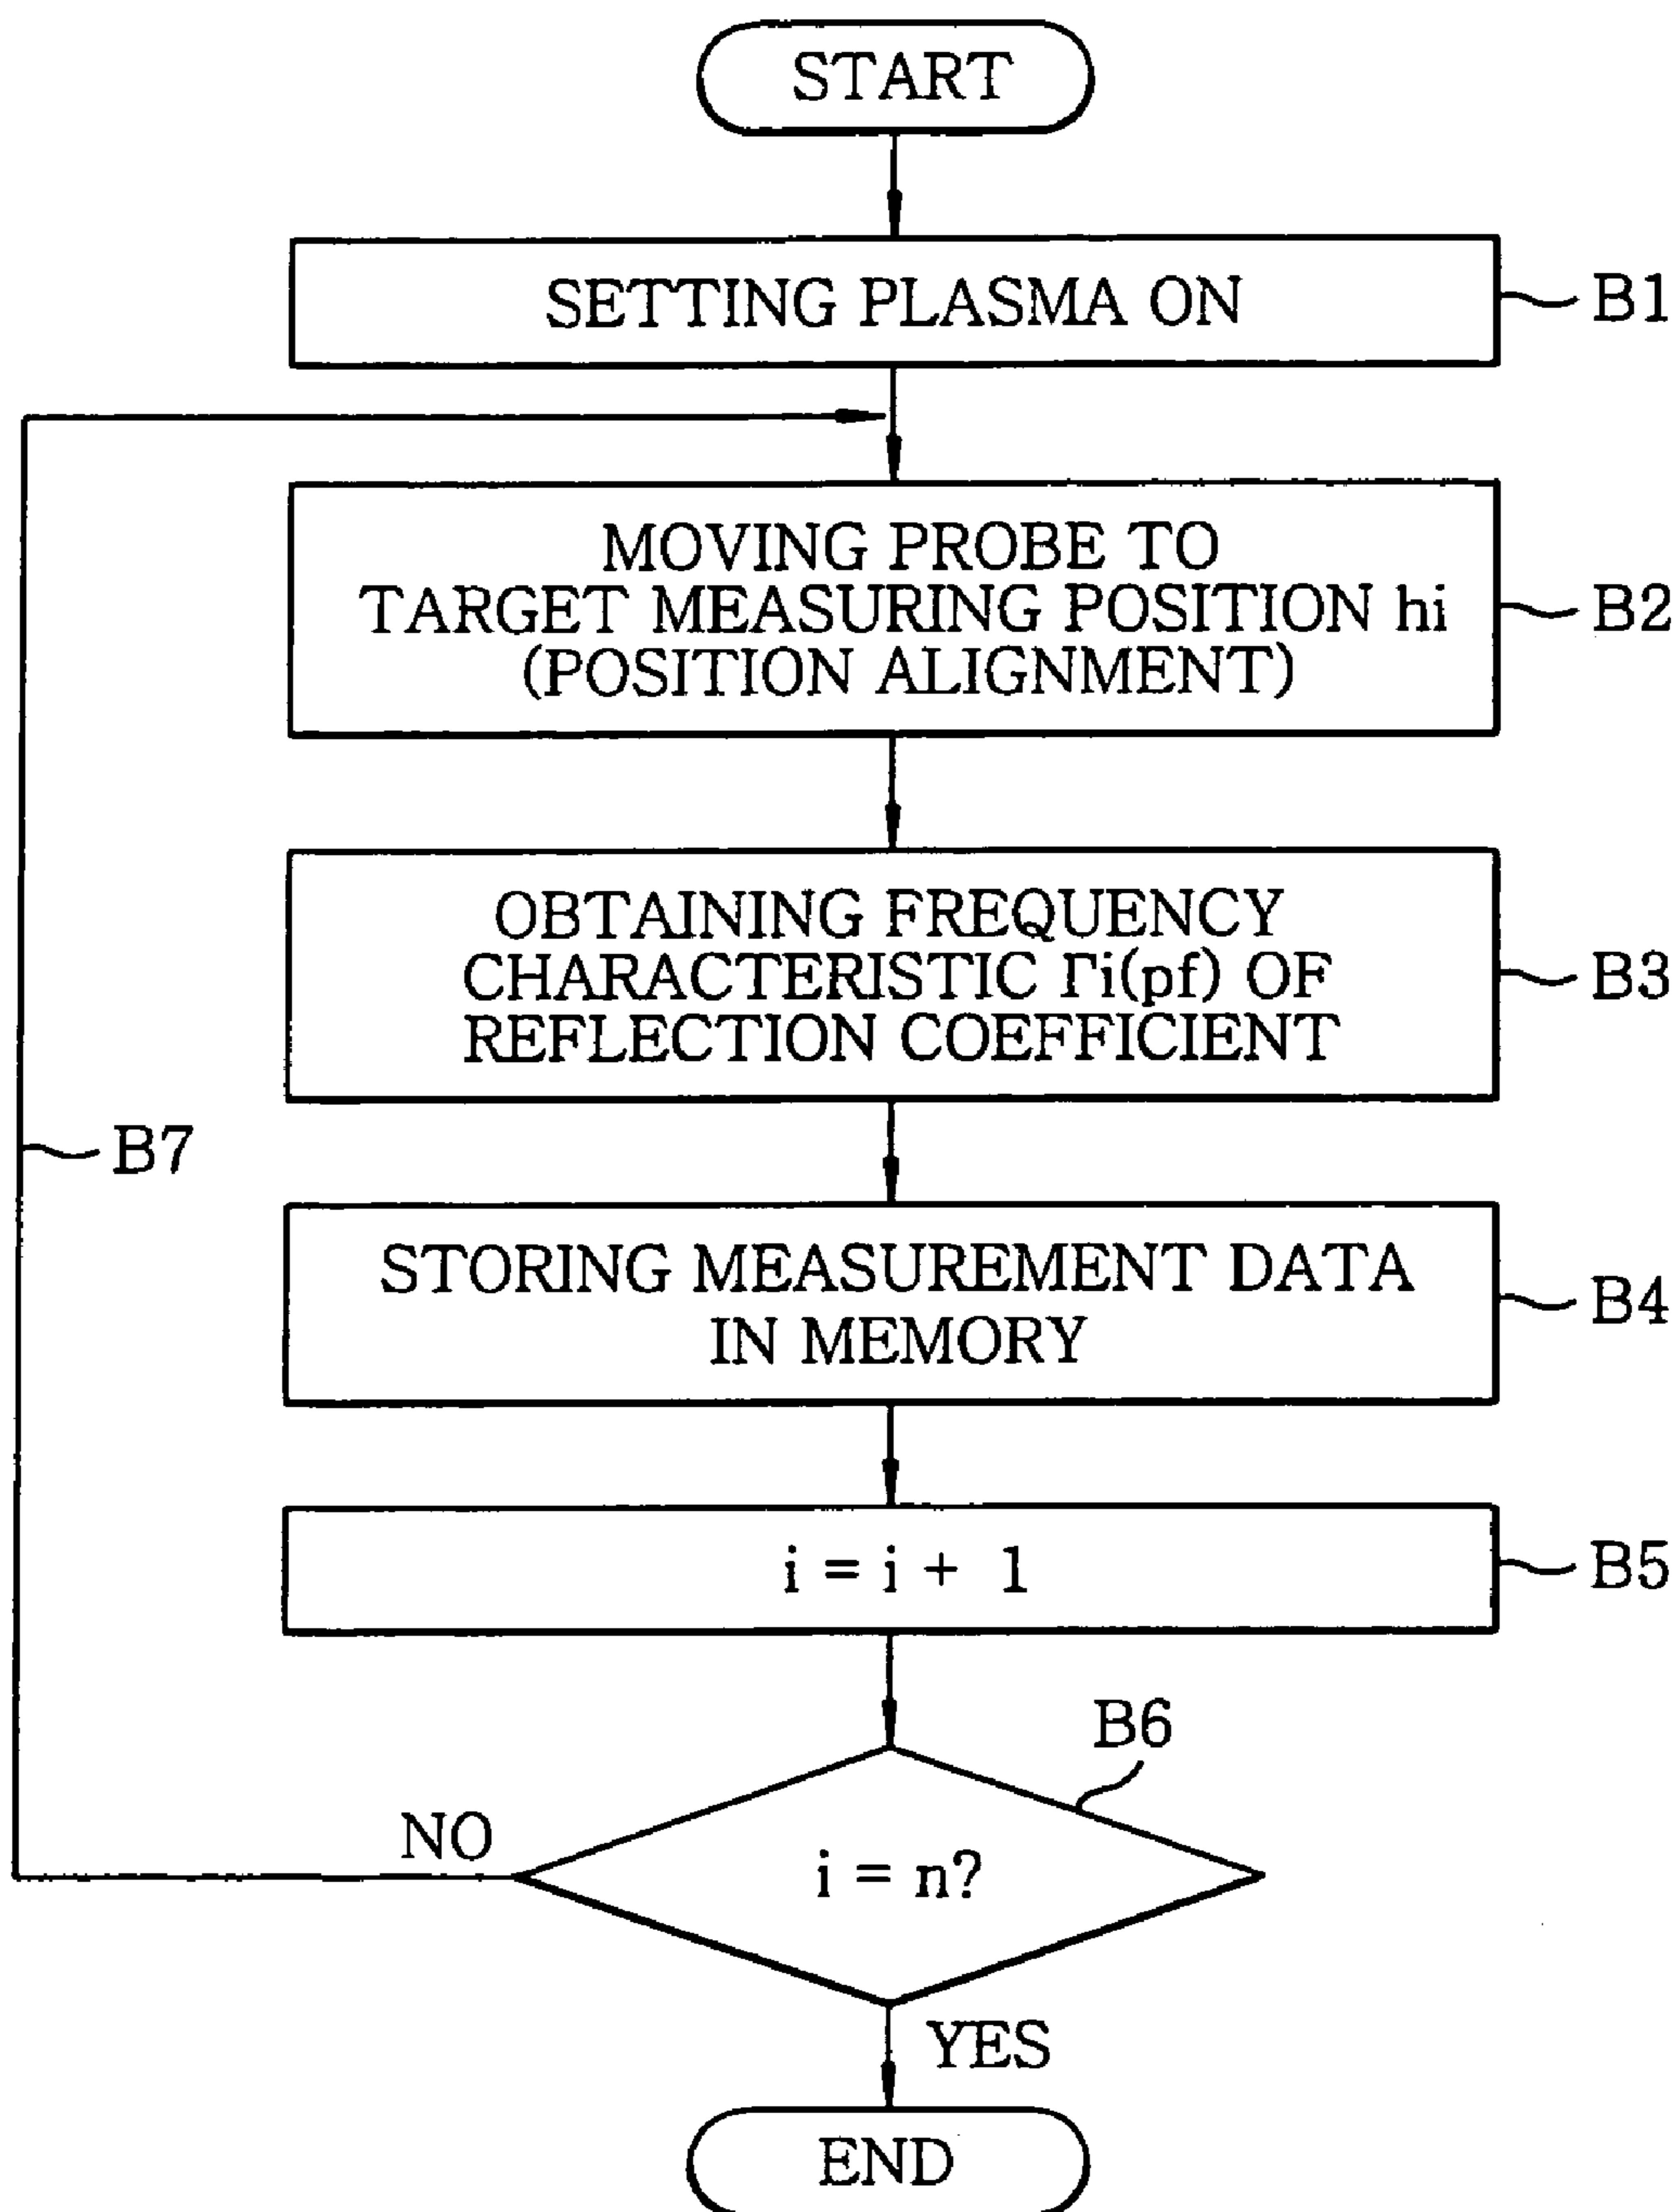 START
SETTING PLASMA ON
B1
MOVING PROBE TO
TARGET MEASURING POSITION hi
(POSITION ALIGNMENT)
B2
OBTAINING FREQUENCY
CHARACTERISTIC Γi(pf) OF
REFLECTION COEFFICIENT
B3
B7
STORING MEASUREMENT DATA
IN MEMORY
B4
i = i + 1
B5
B6
NO
i = n?
YES
END